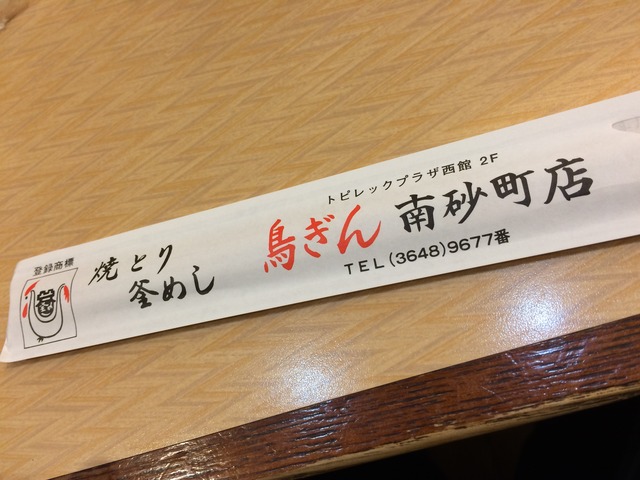 登録商標
焼とり
釜めし
トピレックプラザ西館 2F
鳥ぎん 南砂町店
TEL(3648)9677番